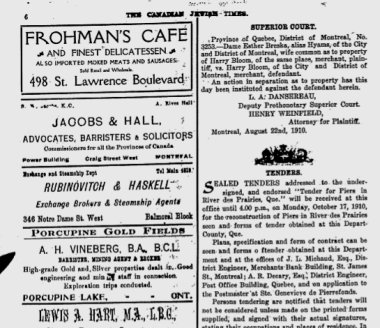 6
THE CANADIAN JEWISH TIMES.
FROHMAN'S CAFE
AND FINEST DELICATESSEN
ALSO IMPORTED MIXED MEATS AND SAUSAGES.
Sold Retail and Wholesale.
498 St. Lawrence Boulevard
K.C.
A. Rives Hall
JACOBS & HALL,
ADVOCATES, BARRISTERS & SOLICITORS
Commissioners for all the Provinces of Canada
Power Building Craig Street West MONTREAL
Exchange and Steamship Dept Tel Main
RUBINOVITCH & HASKELL
Exchange Brokers & Steamship Agents
346 Notre Dame St. West Balmoral Block
PORCUPINE GOLD FIELDS
A. H. VINEBERG, B.A., B.C.L.
BARRISTER, MINING AGENT & BROKER
High-grade Gold and Silver properties dealt in. Good
engineering and staff in connection.
Exploration trips conducted.
PORCUPINE LAKE, - - ONT.
LEWIS A. HART, M.A., L.B.C.
SUPERIOR COURT.
Province of Quebec, District of Montreal, No.
3253.—Dame Esther Breska, alias Hyams, of the City
and District of Montreal, wife common as to property
of Harry Bloom, of the same place, merchant, plain-
tiff, vs. Harry Bloom, of the City and District of
Montreal, merchant, defendant.
An action in separation as to property has this
day been instituted against the defendant herein.
L. A. DANSEREAU,
Deputy Prothonotary Superior Court.
HENRY WEINFIELD,
Attorney for Plaintiff.
Montreal, August 22nd, 1910.
TENDERS.
SEALED TENDERS addressed to the under-
signed, and endorsed "Tender for Piers in
River des Prairies, Que." will be received at this
office until 4.00 p.m., on Monday, October 17, 1910,
for the reconstruction of Piers in River des Prairies
seen and forms of tender obtained at this Depart-
County, Que.
Plans, specification and form of contract can be
seen and forms of tender obtained at this Depart-
ment and at the offices of J. L. Michaud, Esq., Dis-
trict Engineer, Merchants Bank Building, St. James
St., Montreal; A. R. Decary, Esq., District Engineer,
Post Office Building, Quebec, and on application to
the Postmaster at Ste. Genevieve de Pierrefonds.
Persons tendering are notified that tenders will
not be considered unless made on the printed forms
supplied, and signed with their actual signatures,
stating their occupations and places of residence. In